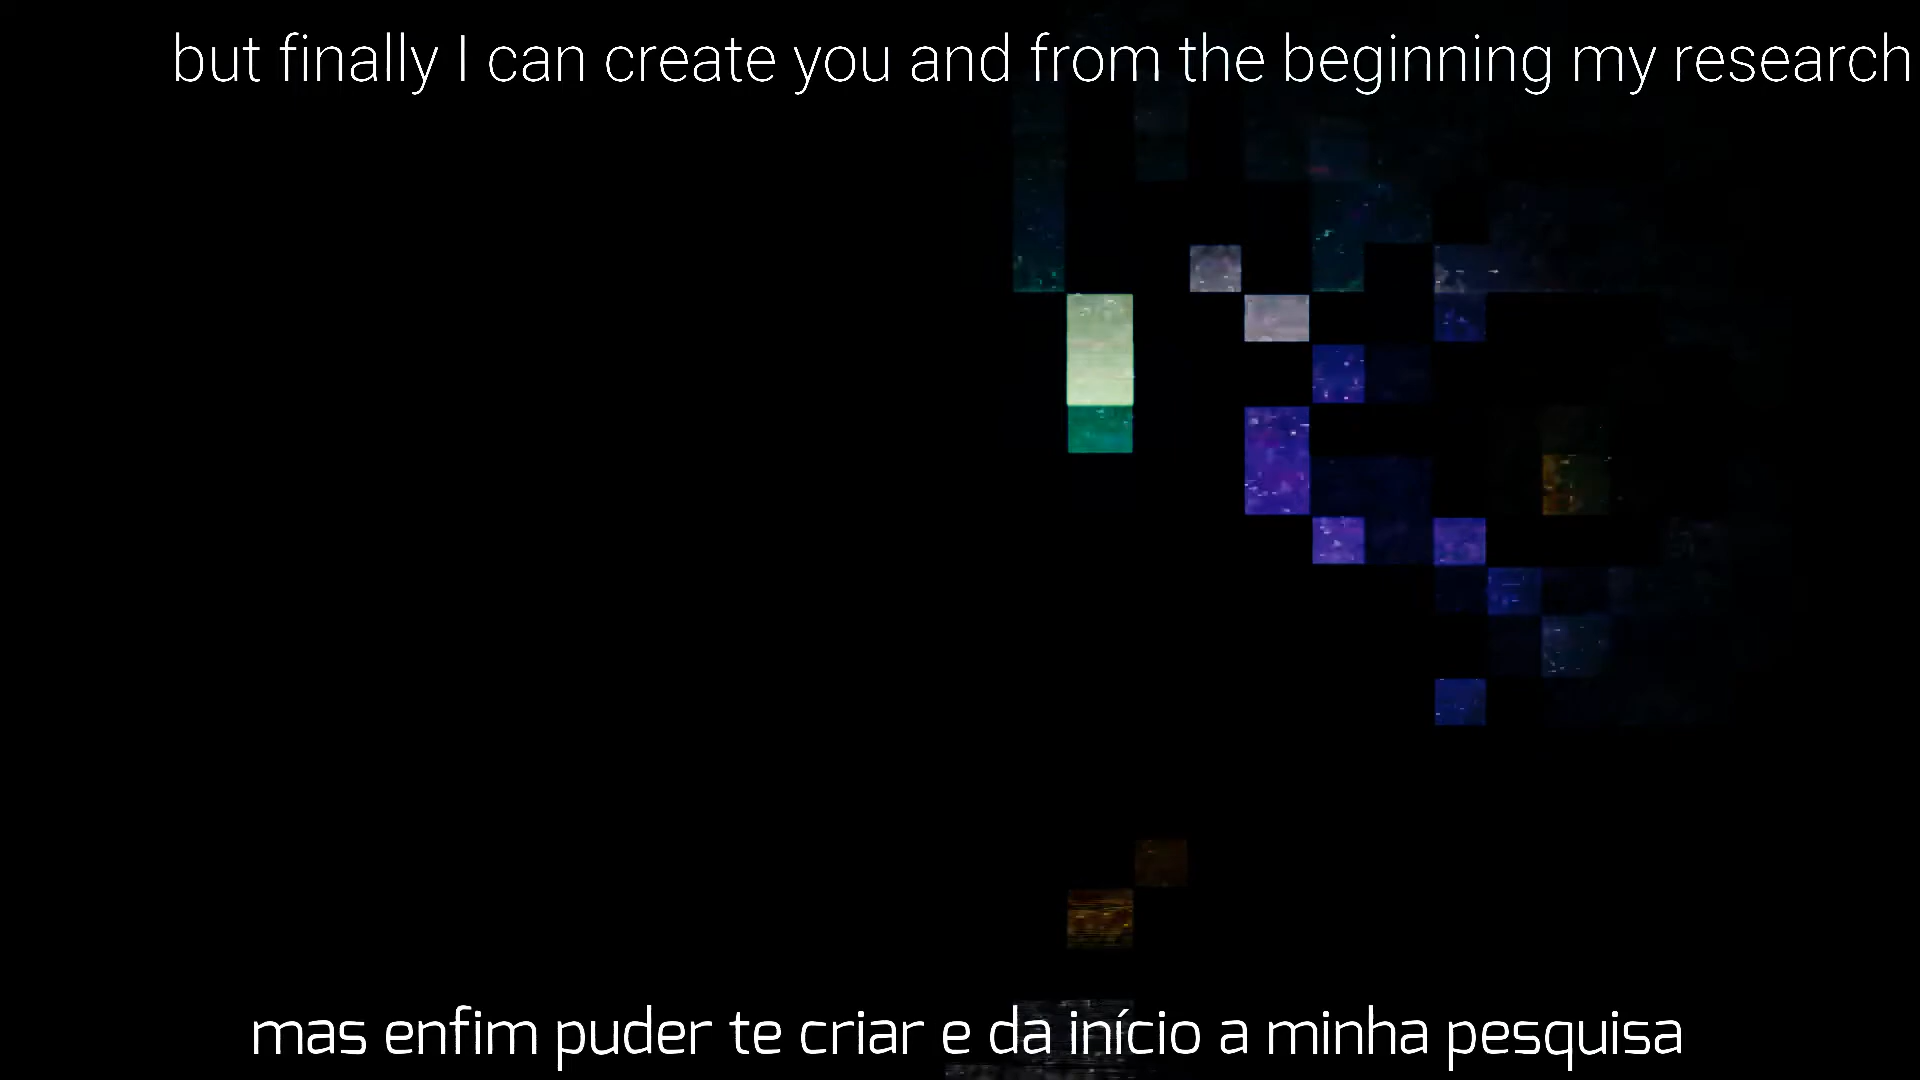 but finally I can create you and from the beginning my research
mas enfim puder te criar e da início a minha pesquisa